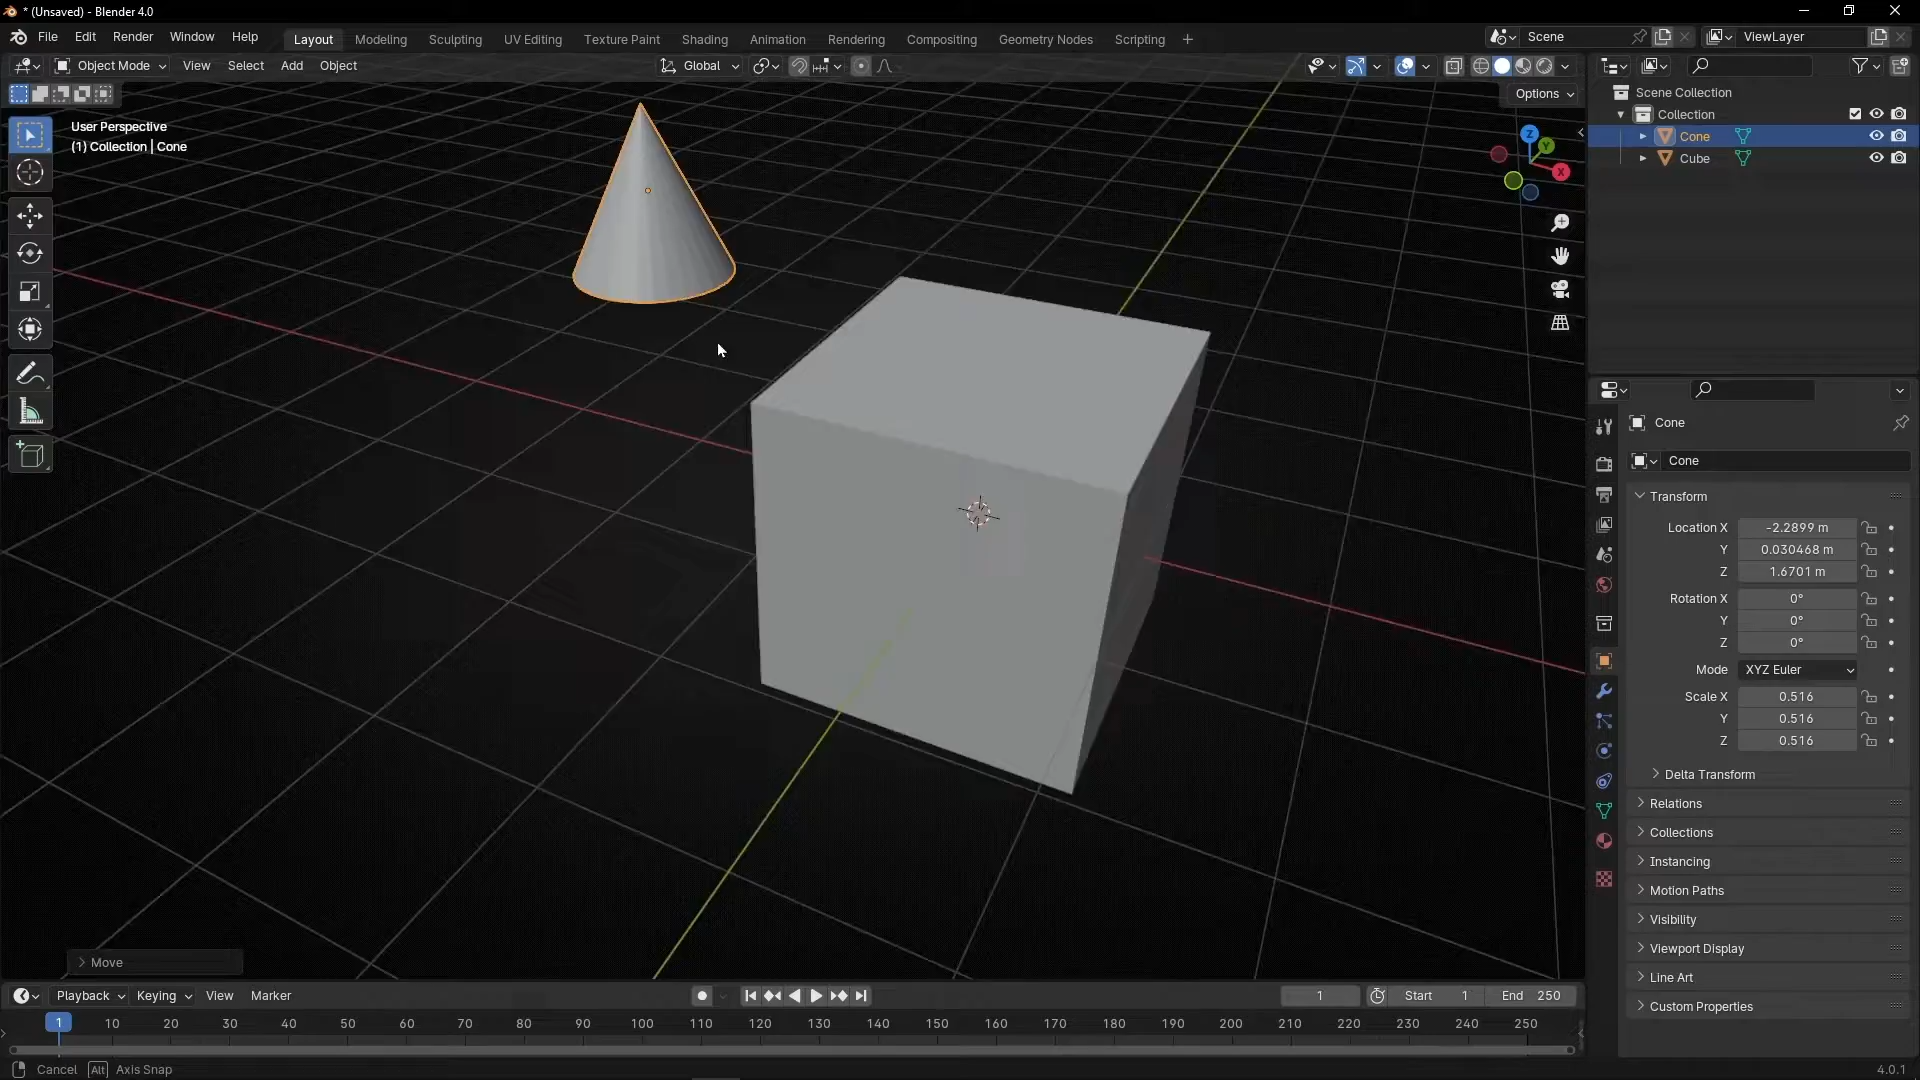 * (Unsaved) - Blender 4.0
File Edit Render Window Help Layout Modeling Sculpting UV Editing Texture Paint Shading Animation Rendering Compositing Geometry Nodes Scripting + Scene ViewLayer
Object Mode View Select Add Object Global
Options
User Perspective
(1) Collection | Cone
Z
Y
X
Scene Collection
Collection
Cone
Cube
Cone
Cone
Transform
Location X -2.2899 m
Y 0.030468 m
Z 1.6701 m
Rotation X 0°
Y 0°
Z 0°
Mode XYZ Euler
Scale X 0.516
Y 0.516
Z 0.516
Delta Transform
Relations
Collections
Instancing
Motion Paths
Visibility
Viewport Display
Line Art
Custom Properties
Move
Playback Keying View Marker 1 Start 1 End 250
1 10 20 30 40 50 60 70 80 90 100 110 120 130 140 150 160 170 180 190 200 210 220 230 240 250
Cancel Alt Axis Snap 4.0.1